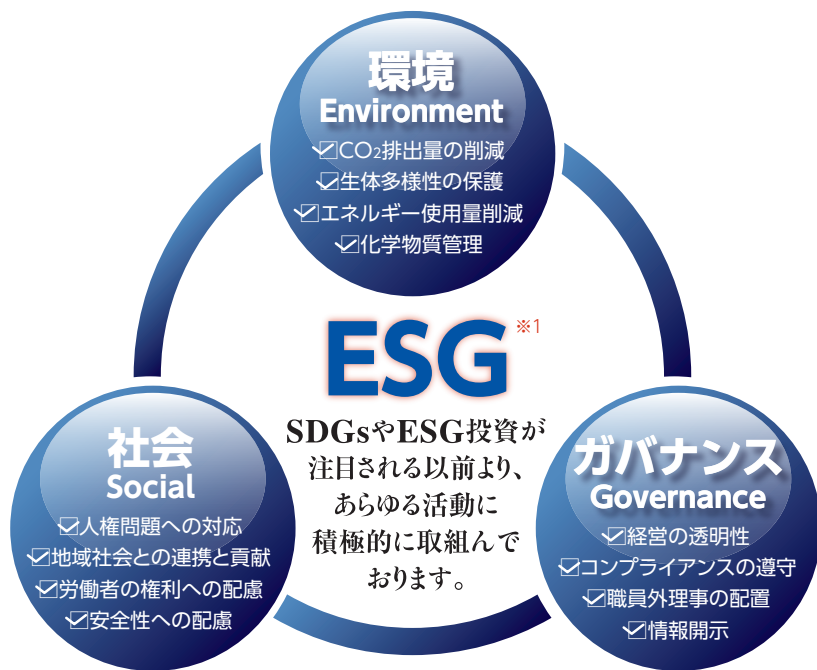 環境
Environment
☑CO₂排出量の削減
☑生体多様性の保護
☑エネルギー使用量削減
☑化学物質管理
ESG※1
SDGsやESG投資が
注目される以前より、
あらゆる活動に
積極的に取組んで
おります。
社会
Social
☑人権問題への対応
☑地域社会との連携と貢献
☑労働者の権利への配慮
☑安全性への配慮
ガバナンス
Governance
☑経営の透明性
☑コンプライアンスの遵守
☑職員外理事の配置
☑情報開示